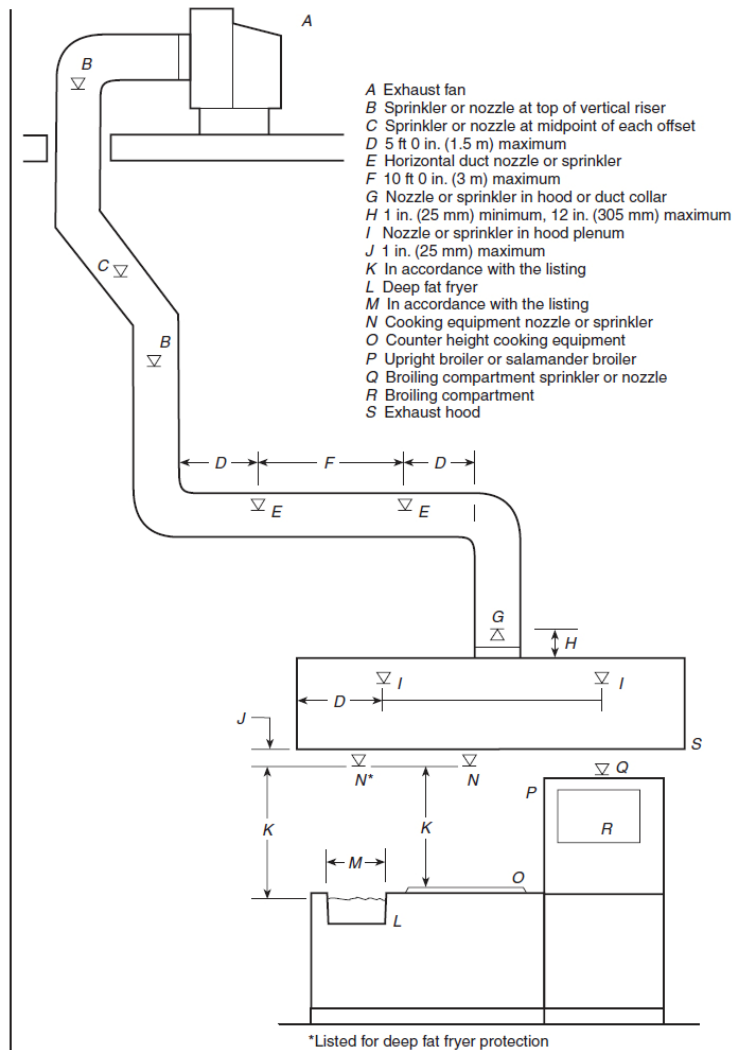 A
B
A Exhaust fan
B Sprinkler or nozzle at top of vertical riser
C Sprinkler or nozzle at midpoint of each offset
D 5 ft 0 in. (1.5 m) maximum
E Horizontal duct nozzle or sprinkler
F 10 ft 0 in. (3 m) maximum
G Nozzle or sprinkler in hood or duct collar
H 1 in. (25 mm) minimum, 12 in. (305 mm) maximum
I Nozzle or sprinkler in hood plenum
J 1 in. (25 mm) maximum
K In accordance with the listing
L Deep fat fryer
M In accordance with the listing
N Cooking equipment nozzle or sprinkler
O Counter height cooking equipment
P Upright broiler or salamander broiler
Q Broiling compartment sprinkler or nozzle
R Broiling compartment
S Exhaust hood
C
B
D F D
E E
G
H
I I
D
J
S
N* N Q
P
K K R
M
O
L
*Listed for deep fat fryer protection